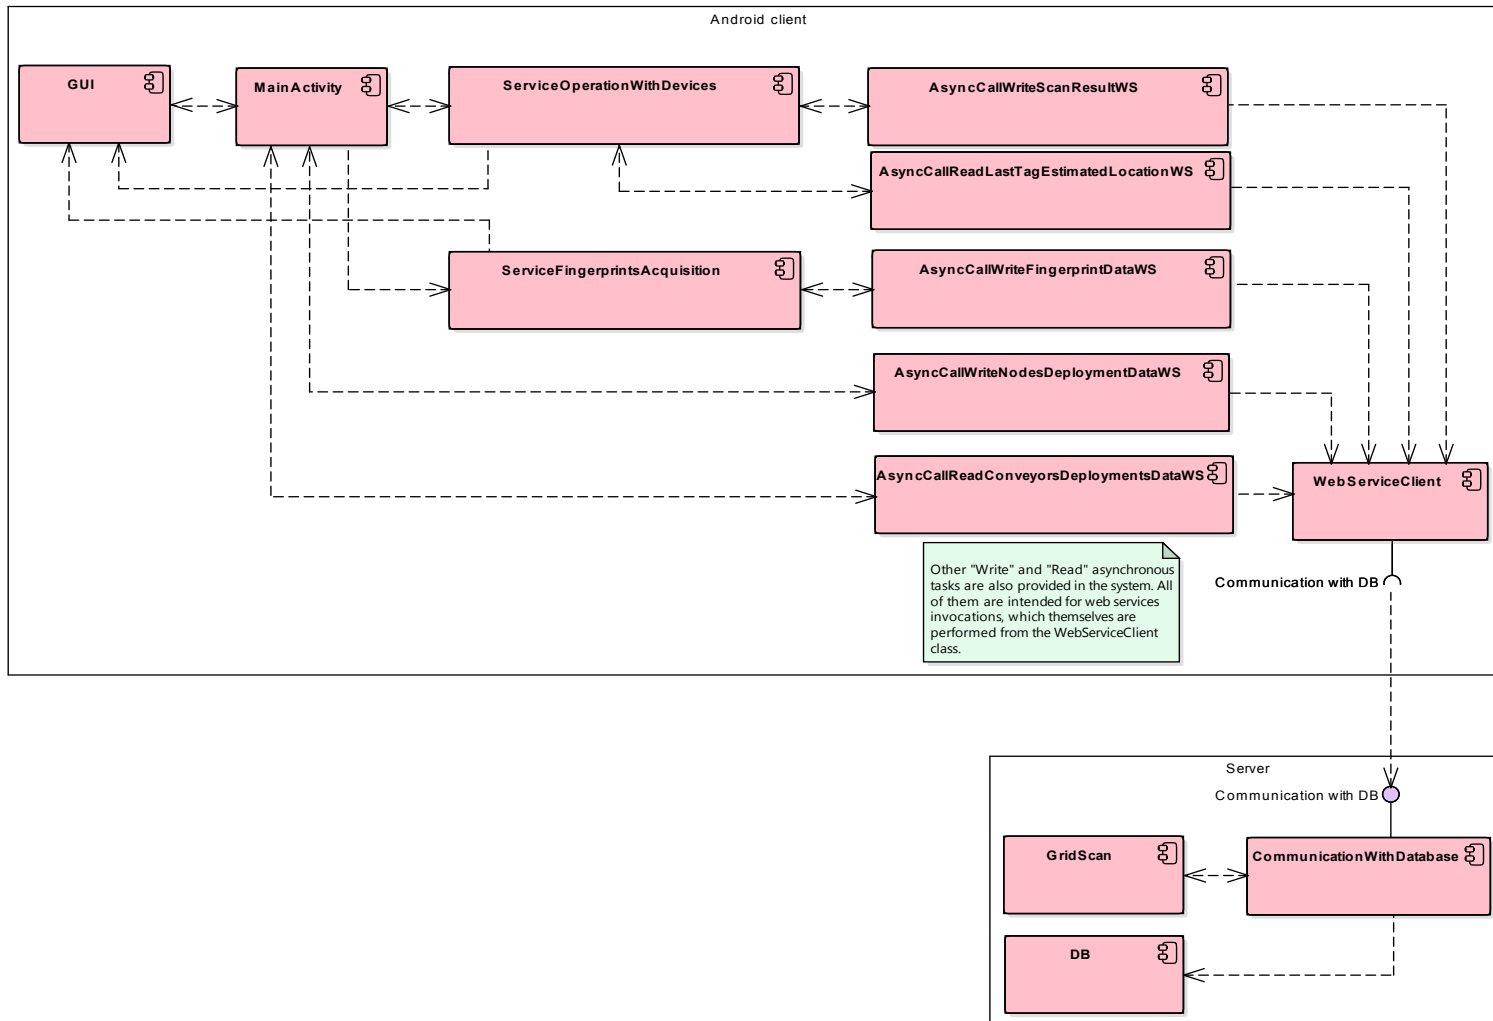 Android client
GUI
MainActivity
ServiceOperationWithDevices
AsyncCallWriteScanResultWS
AsyncCallReadLastTagEstimatedLocationWS
ServiceFingerprintsAcquisition
AsyncCallWriteFingerprintDataWS
AsyncCallWriteNodesDeploymentDataWS
AsyncCallReadConveyorsDeploymentsDataWS
WebServiceClient
Other "Write" and "Read" asynchronous
tasks are also provided in the system. All
of them are intended for web services
invocations, which themselves are
performed from the WebServiceClient
class.
Communication with DB
Server
Communication with DB
GridScan
CommunicationWithDatabase
DB